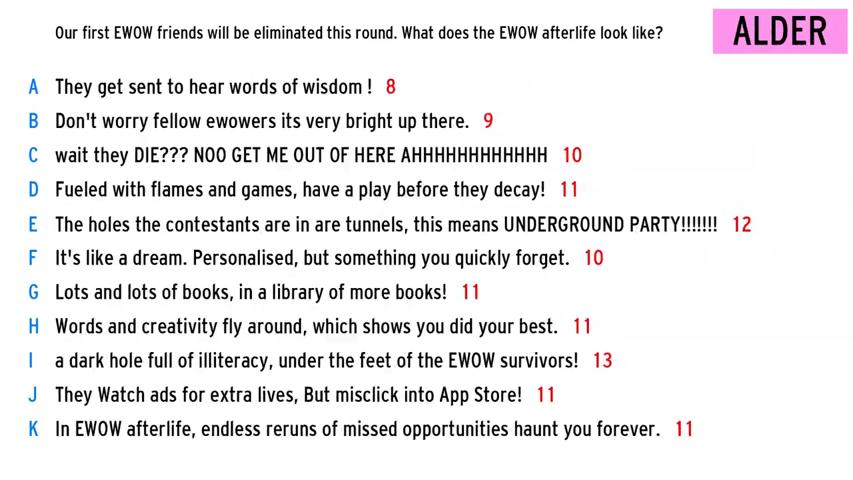 Our first EWOW friends will be eliminated this round. What does the EWOW afterlife look like?
ALDER
A They get sent to hear words of wisdom ! 8
B Don't worry fellow ewowers its very bright up there. 9
C wait they DIE??? NOO GET ME OUT OF HERE AHHHHHHHHHHHH 10
D Fueled with flames and games, have a play before they decay! 11
E The holes the contestants are in are tunnels, this means UNDERGROUND PARTY!!!!!!! 12
F It's like a dream. Personalised, but something you quickly forget. 10
G Lots and lots of books, in a library of more books! 11
H Words and creativity fly around, which shows you did your best. 11
I a dark hole full of illiteracy, under the feet of the EWOW survivors! 13
J They Watch ads for extra lives, But misclick into App Store! 11
K In EWOW afterlife, endless reruns of missed opportunities haunt you forever. 11